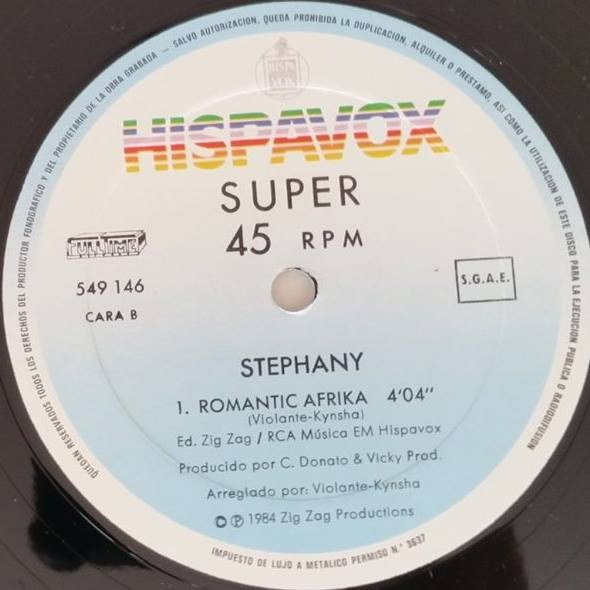 SALVO AUTORIZACION, QUEDA PROHIBIDA LA DUPLICACION, ALQUILER O PRESTAMO, ASI COMO LA UTILIZACION DE ESTE DISCO PARA LA EJECUCION PUBLICA O RADIODIFUSION
QUEDAN RESERVADOS TODOS LOS DERECHOS DEL PRODUCTOR FONOGRAFICO Y DEL PROPIETARIO DE LA OBRA GRABADA —
HISPA
VOX
HISPAVOX
SUPER
45 RPM
FULLTIME
549 146
CARA B
S.G.A.E.
STEPHANY
1. ROMANTIC AFRIKA 4'04''
(Violante-Kynsha)
Ed. Zig Zag / RCA Música EM Hispavox
Producido por C. Donato & Vicky Prod.
Arreglado por: Violante-Kynsha
© ℗ 1984 Zig Zag Productions
IMPUESTO DE LUJO A METALICO PERMISO N.° 3637